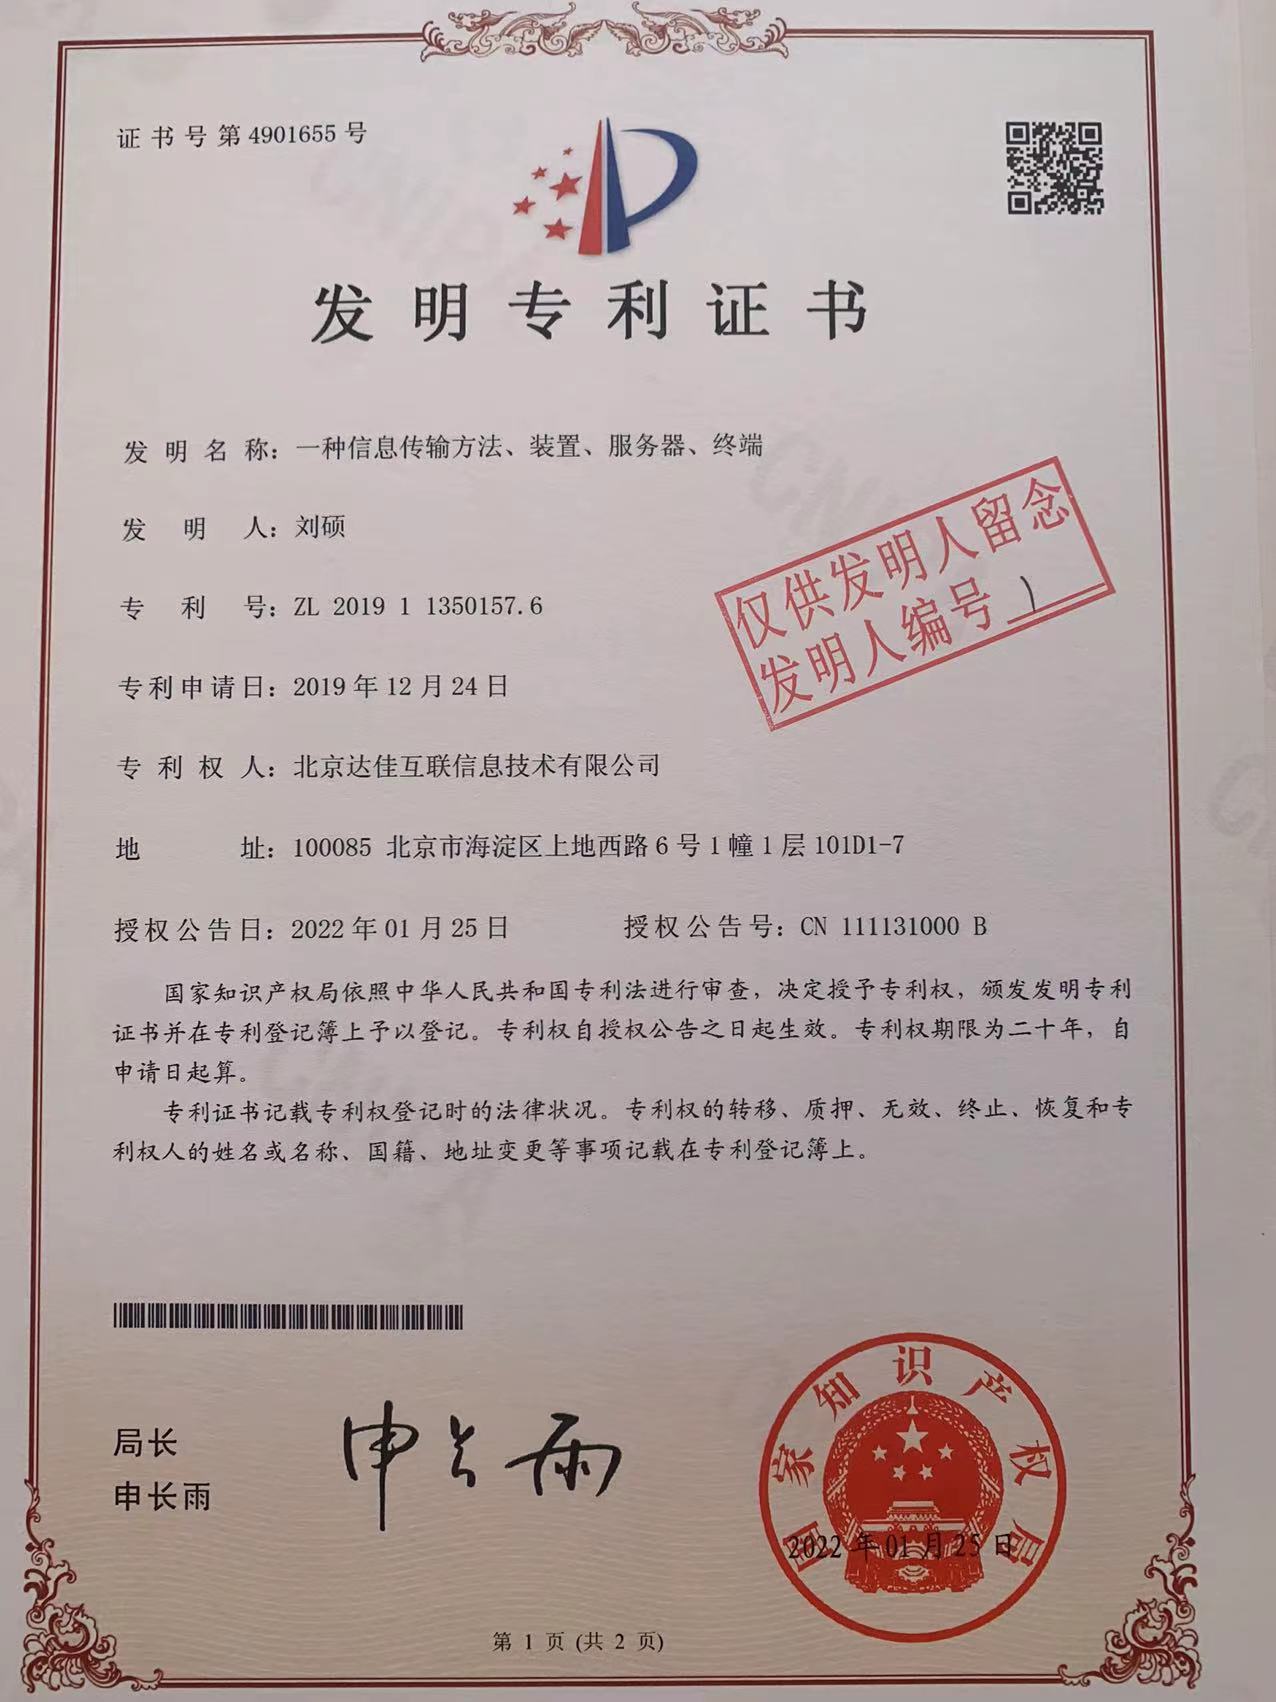 证书号第4901655号
发明专利证书
发明名称：一种信息传输方法、装置、服务器、终端
发明人：刘硕
专利号：ZL 2019 1 1350157.6
仅供发明人留念
发明人编号 1
专利申请日：2019年12月24日
专利权人：北京达佳互联信息技术有限公司
地址：100085 北京市海淀区上地西路6号1幢1层101D1-7
授权公告日：2022年01月25日 授权公告号：CN 111131000 B
国家知识产权局依照中华人民共和国专利法进行审查，决定授予专利权，颁发发明专利
证书并在专利登记簿上予以登记。专利权自授权公告之日起生效。专利权期限为二十年，自
申请日起算。
专利证书记载专利权登记时的法律状况。专利权的转移、质押、无效、终止、恢复和专
利权人的姓名或名称、国籍、地址变更等事项记载在专利登记簿上。
局长
申长雨
申长雨
国家知识产权局
2022年01月25日
第 1 页 (共 2 页)